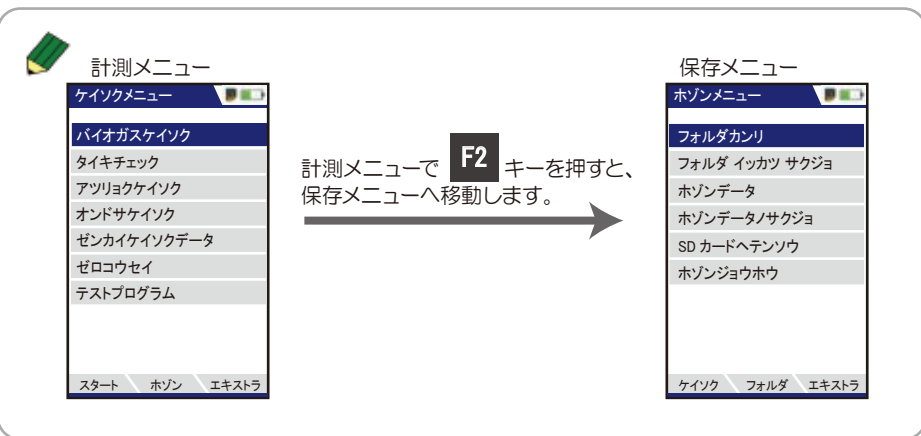 計測メニュー
ケイソクメニュー
バイオガスケイソク
タイキチェック
アツリョクケイソク
オンドサケイソク
ゼンカイケイソクデータ
ゼロコウセイ
テストプログラム
スタート ホゾン エキストラ
計測メニューで F2 キーを押すと、
保存メニューへ移動します。
保存メニュー
ホゾンメニュー
フォルダカンリ
フォルダ イッカツ サクジョ
ホゾンデータ
ホゾンデータノサクジョ
SD カードヘテンソウ
ホゾンジョウホウ
ケイソク フォルダ エキストラ